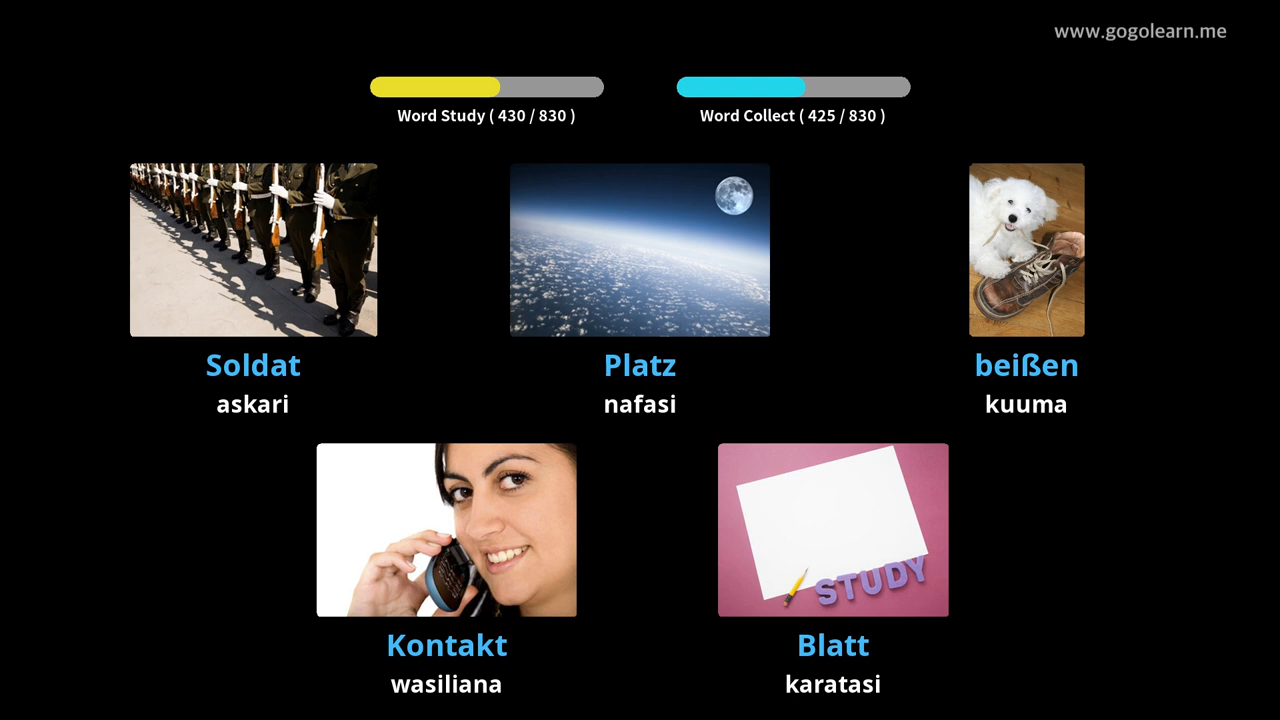 www.gogolearn.me
Word Study ( 430 / 830 )
Word Collect ( 425 / 830 )
Soldat
askari
Platz
nafasi
beißen
kuuma
STUDY
Kontakt
wasiliana
Blatt
karatasi